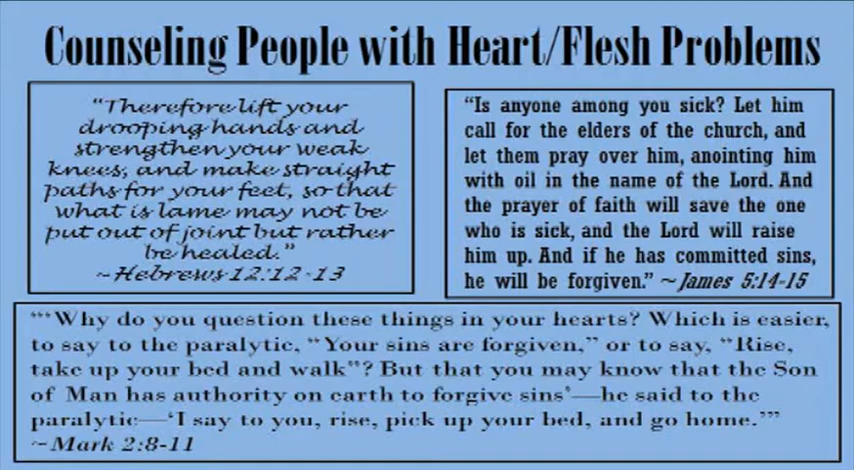 Counseling People with Heart/Flesh Problems
"Therefore lift your
drooping hands and
strengthen your weak
knees, and make straight
paths for your feet, so that
what is lame may not be
put out of joint but rather
be healed."
~Hebrews 12:12-13
"Is anyone among you sick? Let him
call for the elders of the church, and
let them pray over him, anointing him
with oil in the name of the Lord. And
the prayer of faith will save the one
who is sick, and the Lord will raise
him up. And if he has committed sins,
he will be forgiven." ~James 5:14-15
"'Why do you question these things in your hearts? Which is easier,
to say to the paralytic, "Your sins are forgiven," or to say, "Rise,
take up your bed and walk"? But that you may know that the Son
of Man has authority on earth to forgive sins'—he said to the
paralytic—'I say to you, rise, pick up your bed, and go home.'"
~Mark 2:8-11